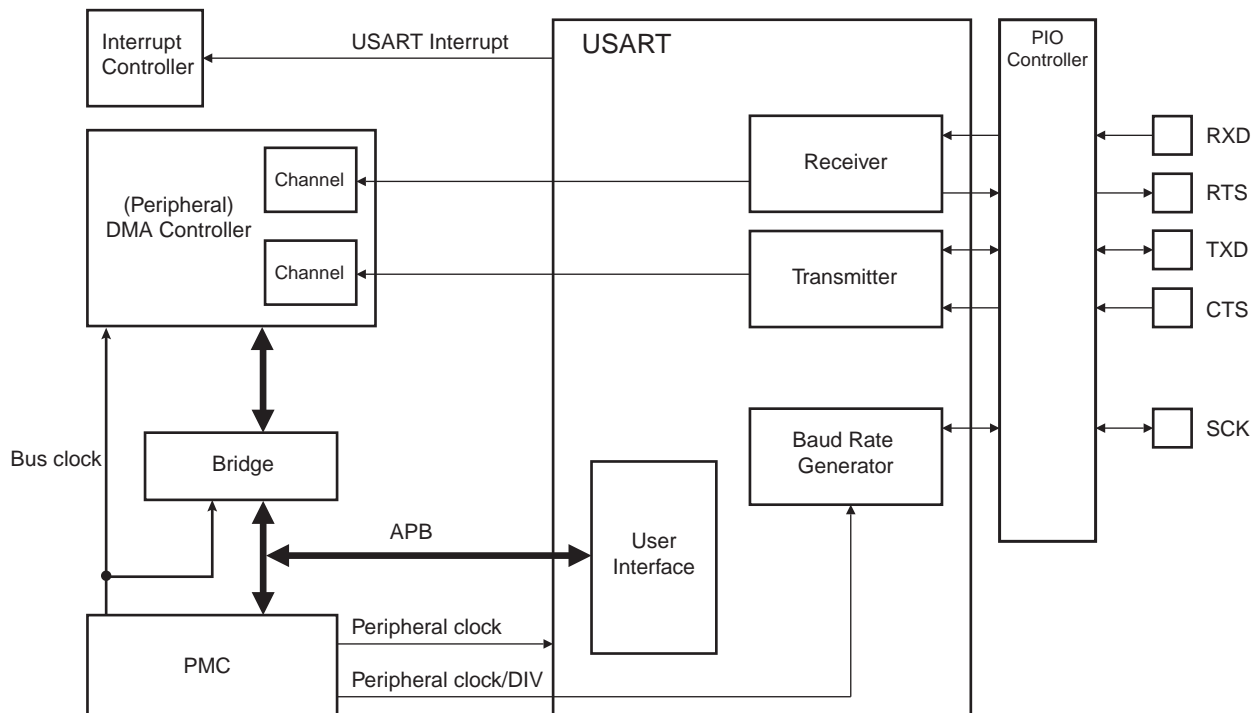 Interrupt
Controller
USART Interrupt
USART
PIO
Controller
(Peripheral)
DMA Controller
Channel
Channel
Receiver
Transmitter
RXD
RTS
TXD
CTS
SCK
Baud Rate
Generator
Bus clock
Bridge
APB
User
Interface
PMC
Peripheral clock
Peripheral clock/DIV